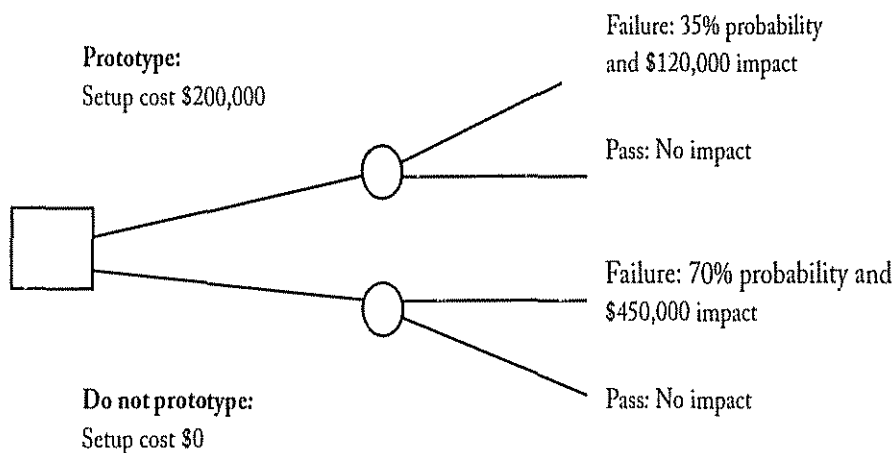 Prototype:
Setup cost $200,000
Failure: 35% probability
and $120,000 impact
Pass: No impact
Failure: 70% probability and
$450,000 impact
Do not prototype:
Setup cost $0
Pass: No impact